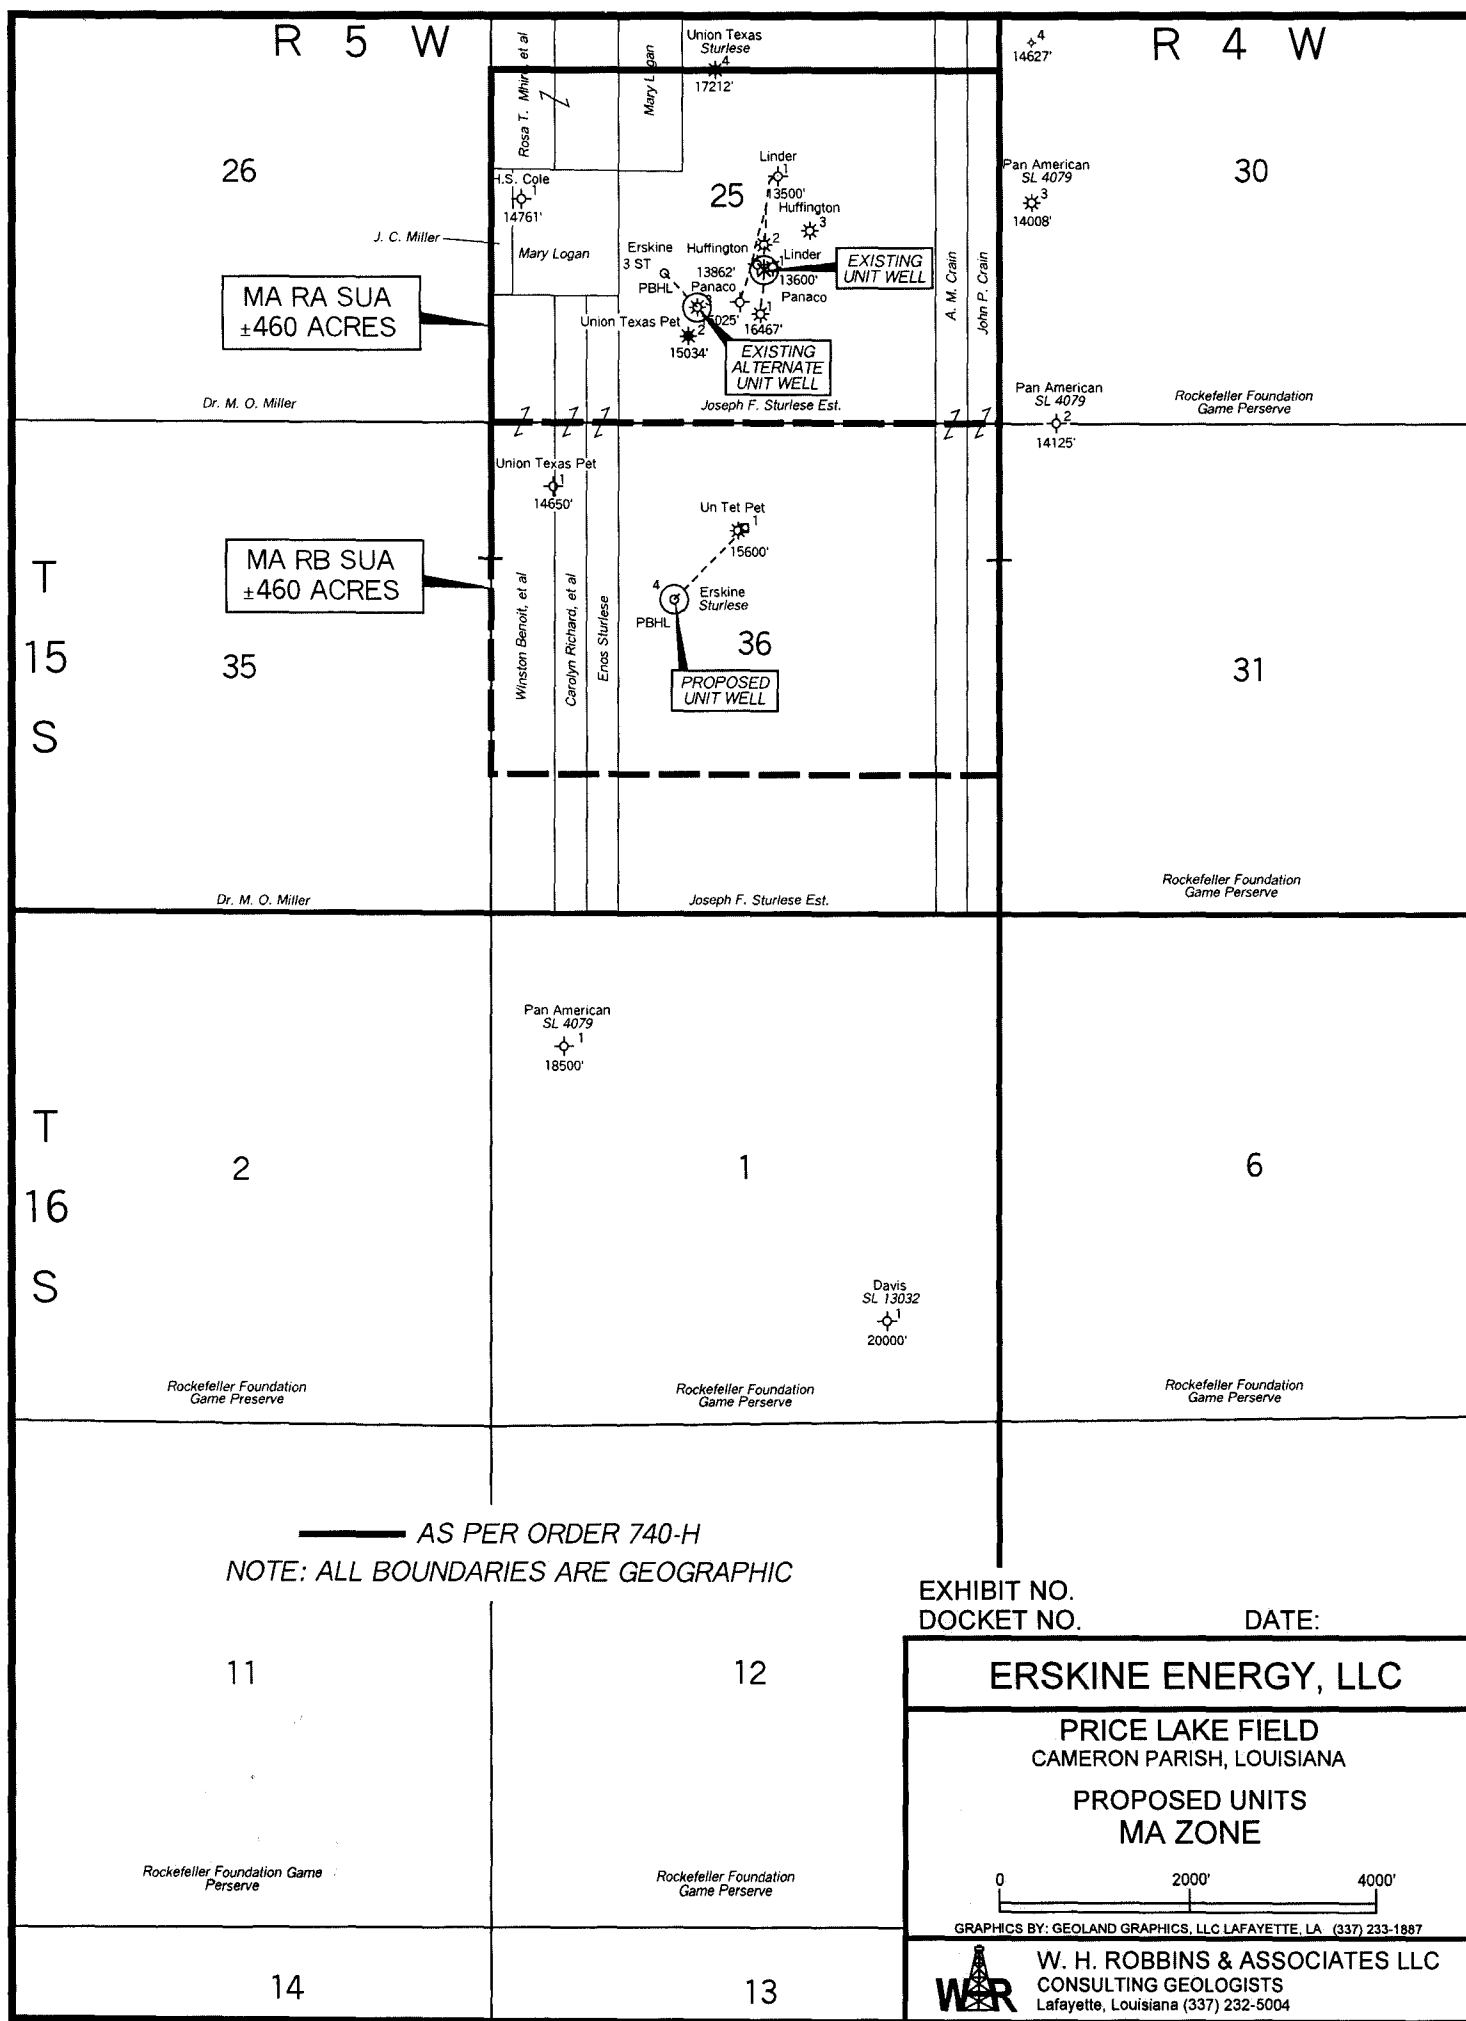 R 5 W
R 4 W
Rosa T. Mhire, et al
Mary Logan
Union Texas
Sturlese
4
17212'
4
14627'
26
25
30
H.S. Cole
1
14761'
J. C. Miller
Mary Logan
Linder
1
13500'
Huffington
3
Huffington
2
Linder
1
13600'
13862'
Erskine
3 ST
PBHL
Panaco
3
Panaco
1
16467'
Union Texas Pet
2
15034'
EXISTING
UNIT WELL
EXISTING
ALTERNATE
UNIT WELL
A. M. Crain
John P. Crain
Pan American
SL 4079
3
14008'
MA RA SUA
±460 ACRES
Dr. M. O. Miller
Joseph F. Sturlese Est.
Pan American
SL 4079
2
14125'
Rockefeller Foundation
Game Perserve
Union Texas Pet
1
14650'
Un Tet Pet
1
15600'
MA RB SUA
±460 ACRES
T
15
S
35
Winston Benoit, et al
Carolyn Richard, et al
Enos Sturlese
4
Erskine
Sturlese
PBHL
36
PROPOSED
UNIT WELL
31
Dr. M. O. Miller
Joseph F. Sturlese Est.
Rockefeller Foundation
Game Perserve
Pan American
SL 4079
1
18500'
T
16
S
2
1
6
Davis
SL 13032
1
20000'
Rockefeller Foundation
Game Preserve
Rockefeller Foundation
Game Perserve
Rockefeller Foundation
Game Perserve
AS PER ORDER 740-H
NOTE: ALL BOUNDARIES ARE GEOGRAPHIC
EXHIBIT NO.
DOCKET NO. DATE:
11
12
Rockefeller Foundation Game
Perserve
Rockefeller Foundation
Game Perserve
14
13
ERSKINE ENERGY, LLC
PRICE LAKE FIELD
CAMERON PARISH, LOUISIANA
PROPOSED UNITS
MA ZONE
0 2000' 4000'
GRAPHICS BY: GEOLAND GRAPHICS, LLC LAFAYETTE, LA (337) 233-1887
WR
W. H. ROBBINS & ASSOCIATES LLC
CONSULTING GEOLOGISTS
Lafayette, Louisiana (337) 232-5004